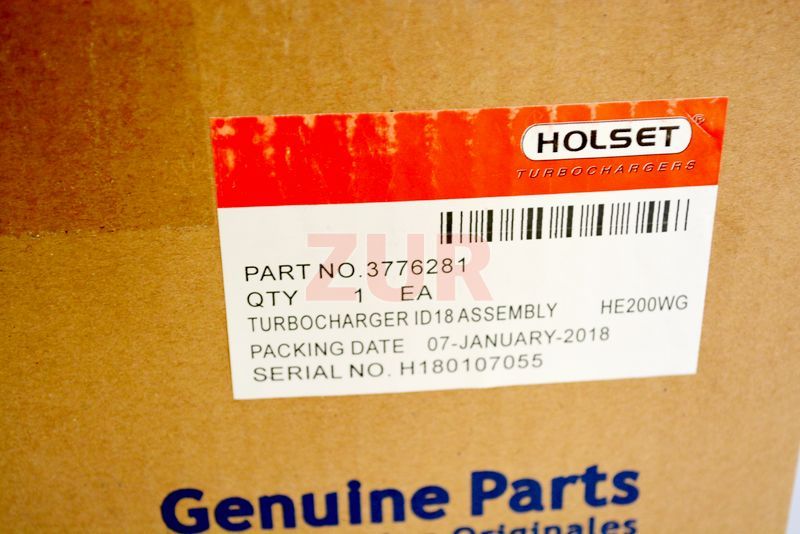 HOLSET®
TURBOCHARGERS
PART NO.3776281
QTY 1 EA
TURBOCHARGER ID18 ASSEMBLY HE200WG
PACKING DATE 07-JANUARY-2018
SERIAL NO. H180107055
ZUR
Genuine Parts
Originales